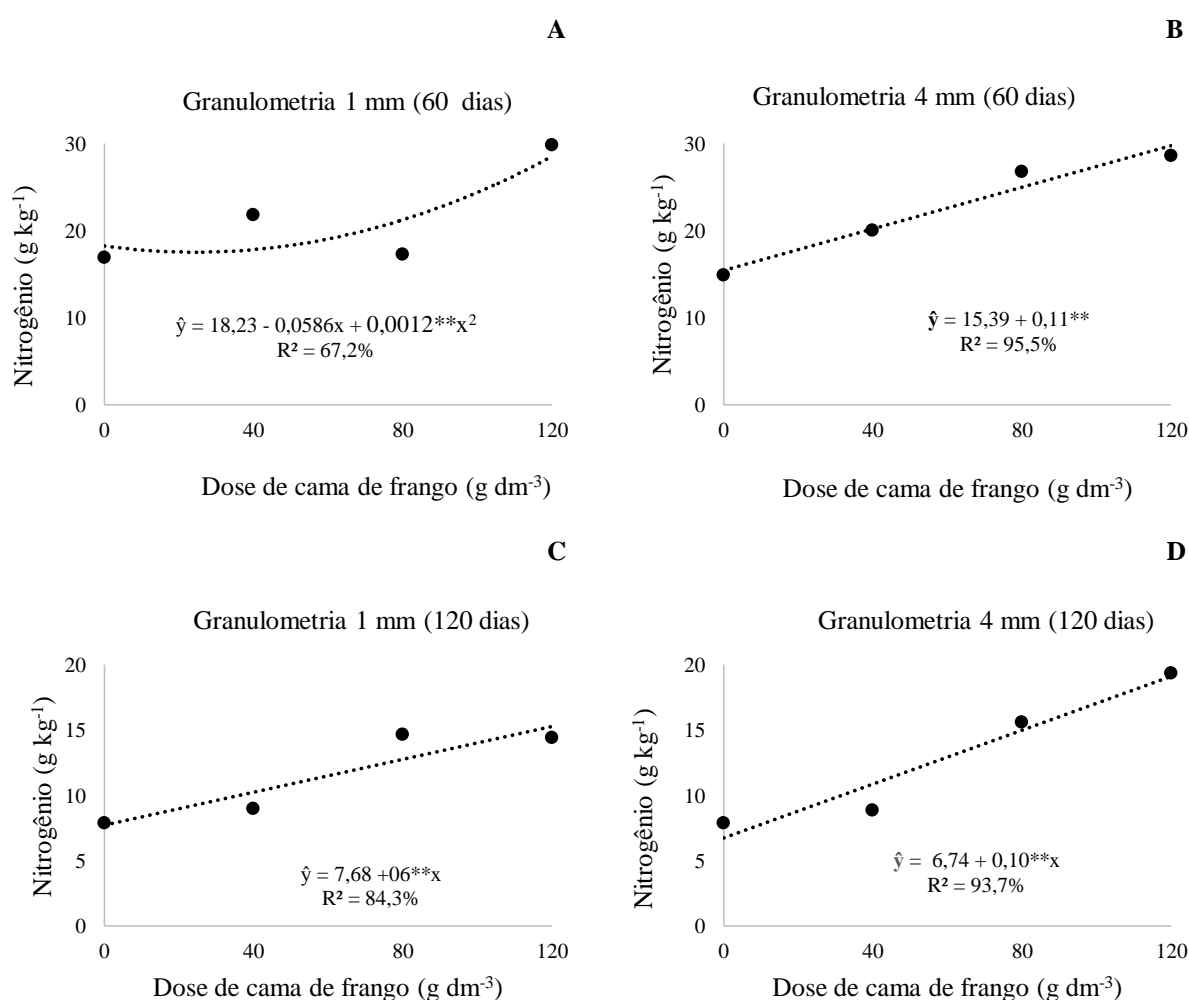 A
Granulometria 1 mm (60 dias)
30
20
10
0
Nitrogênio (g kg⁻¹)
ŷ = 18,23 - 0,0586x + 0,0012**x²
R² = 67,2%
0 40 80 120
Dose de cama de frango (g dm⁻³)
B
Granulometria 4 mm (60 dias)
30
20
10
0
Nitrogênio (g kg⁻¹)
ŷ = 15,39 + 0,11**
R² = 95,5%
0 40 80 120
Dose de cama de frango (g dm⁻³)
C
Granulometria 1 mm (120 dias)
20
15
10
5
0
Nitrogênio (g kg⁻¹)
ŷ = 7,68 +06**x
R² = 84,3%
0 40 80 120
Dose de cama de frango (g dm⁻³)
D
Granulometria 4 mm (120 dias)
20
15
10
5
0
Nitrogênio (g kg⁻¹)
ŷ = 6,74 + 0,10**x
R² = 93,7%
0 40 80 120
Dose de cama de frango (g dm⁻³)